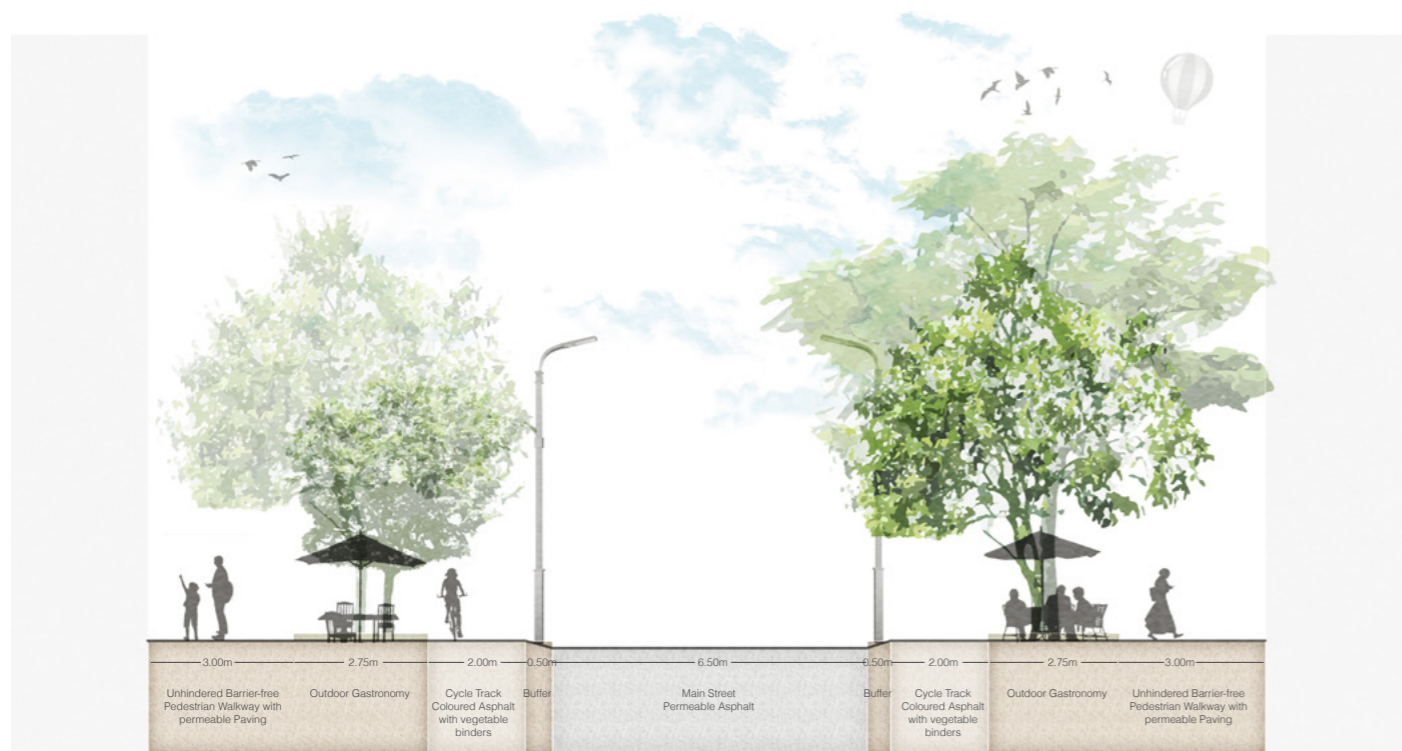 3.00m
2.75m
2.00m
0.50m
6.50m
0.50m
2.00m
2.75m
3.00m
Unhindered Barrier-free
Pedestrian Walkway with
permeable Paving
Outdoor Gastronomy
Cycle Track
Coloured Asphalt
with vegetable
binders
Buffer
Main Street
Permeable Asphalt
Buffer
Cycle Track
Coloured Asphalt
with vegetable
binders
Outdoor Gastronomy
Unhindered Barrier-free
Pedestrian Walkway with
permeable Paving